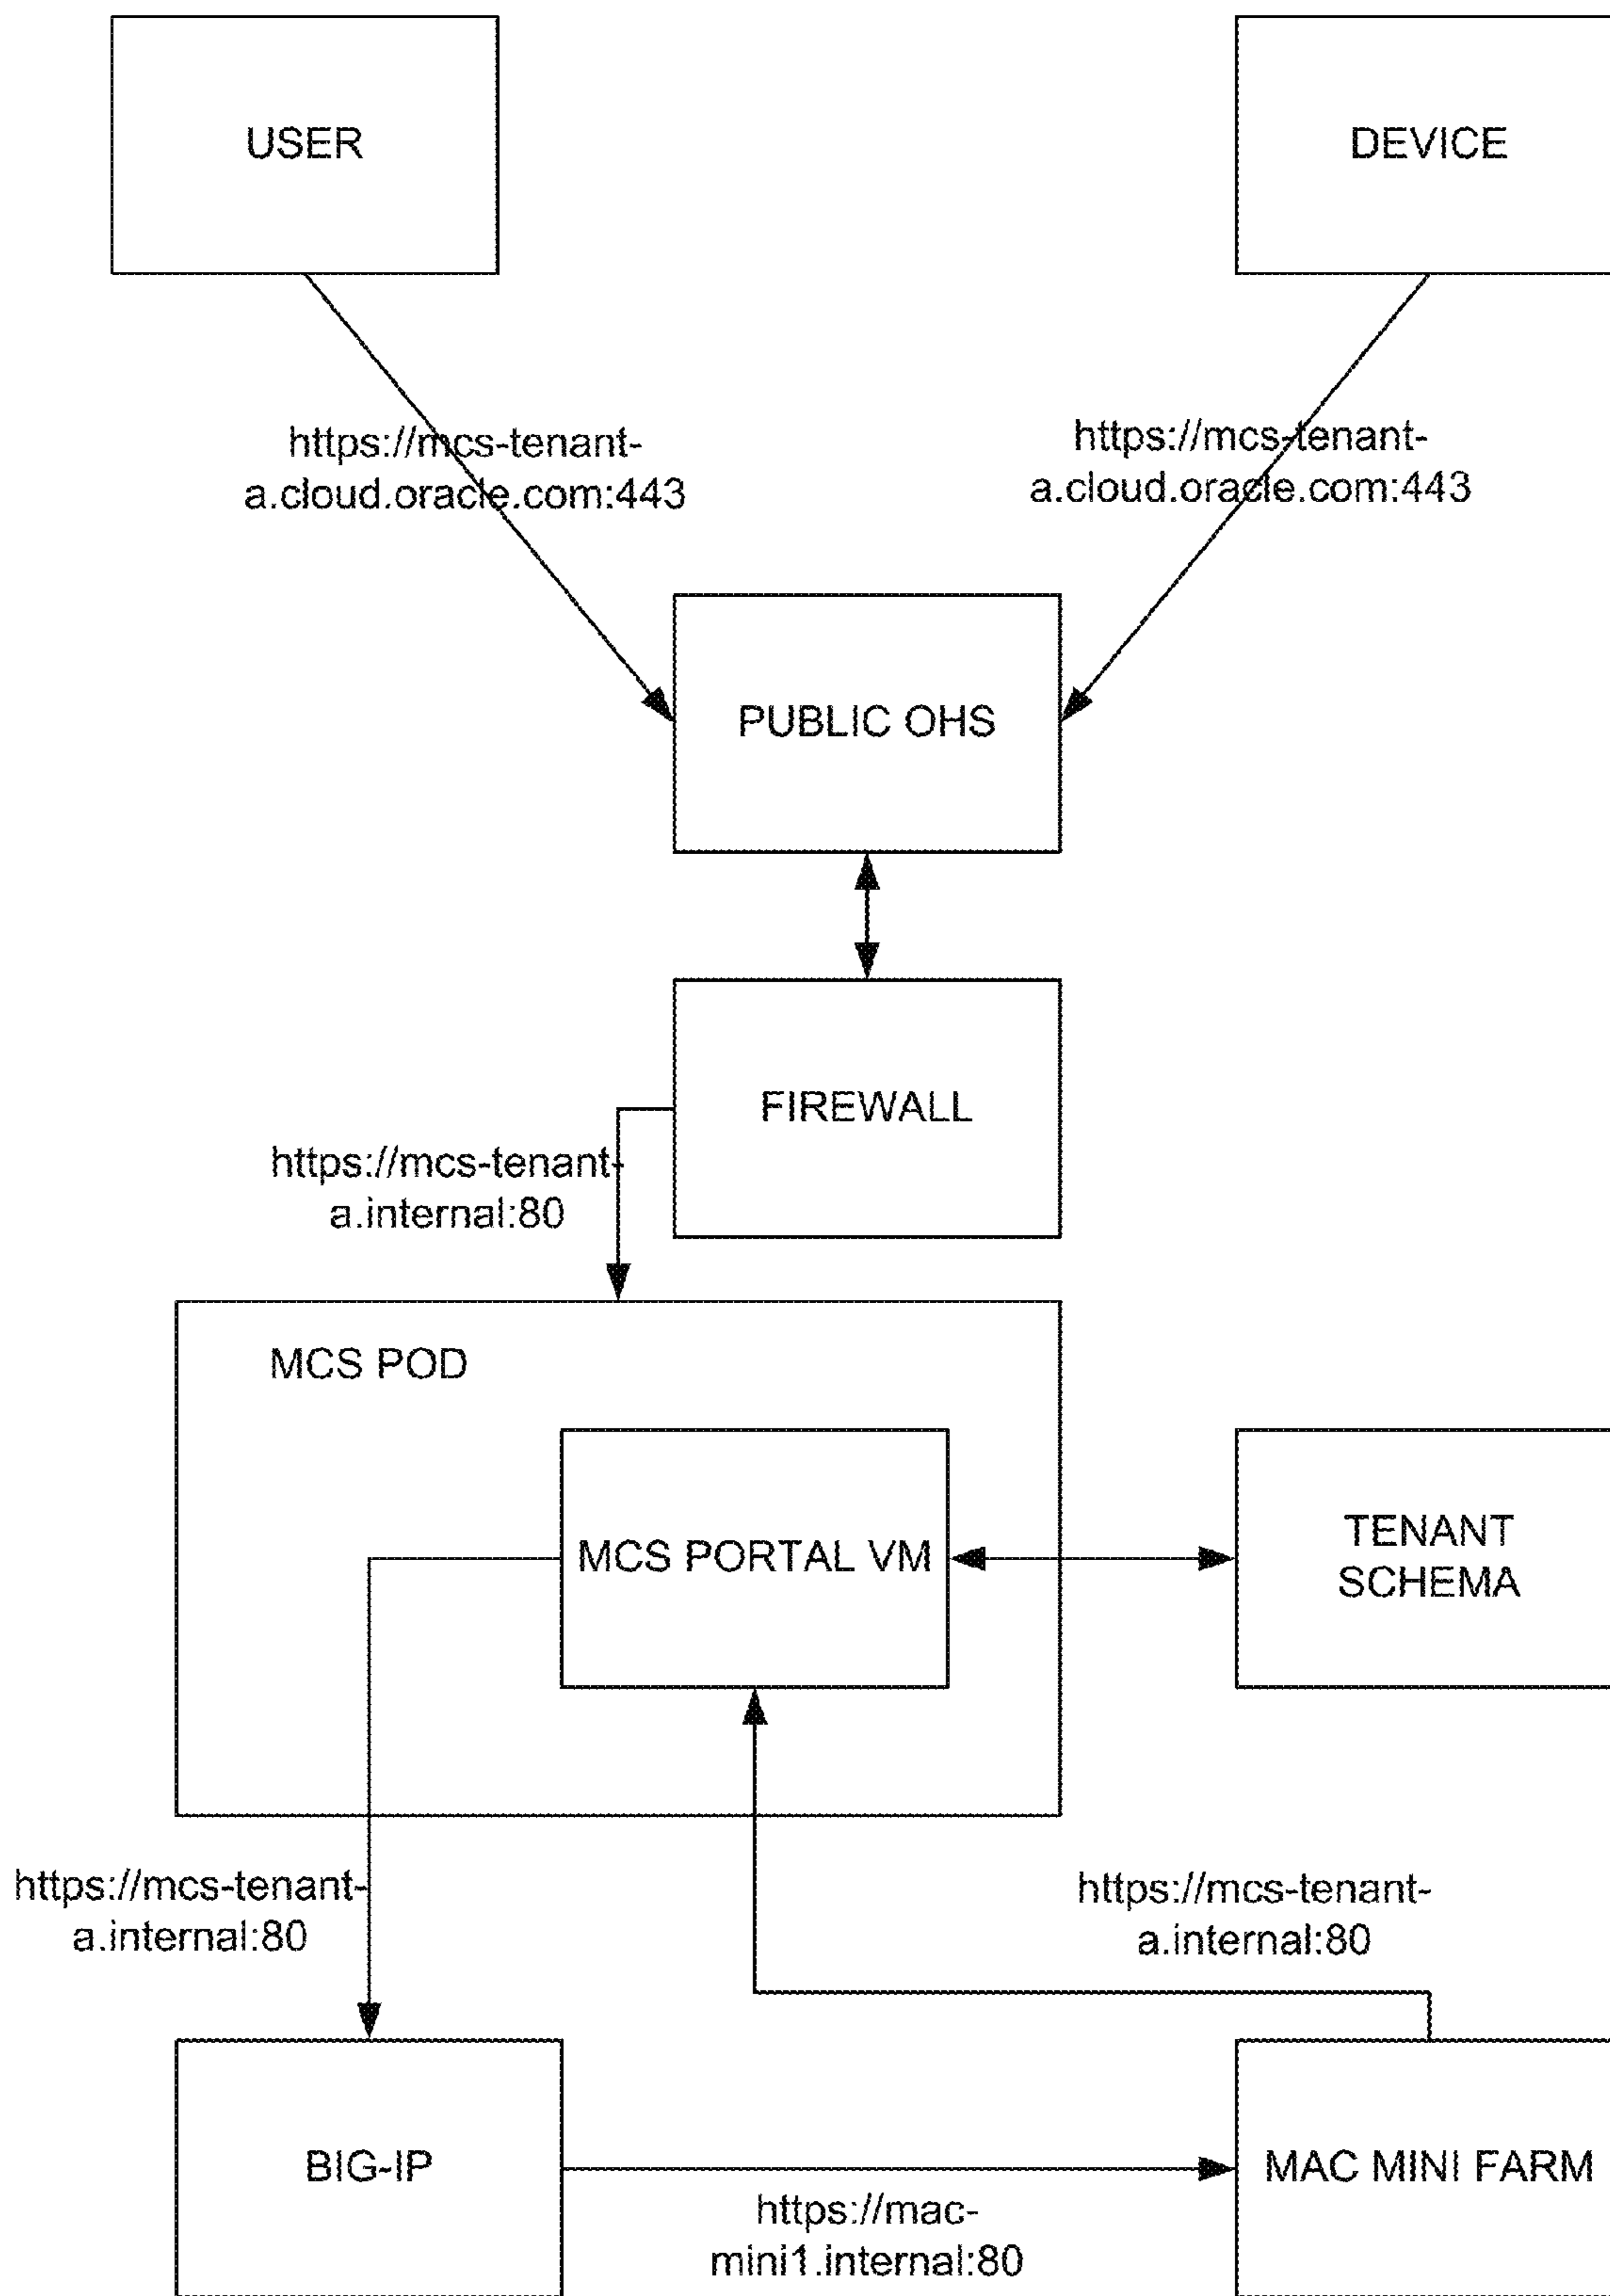 USER
DEVICE
https://mcs-tenant-
a.cloud.oracle.com:443
https://mcs-tenant-
a.cloud.oracle.com:443
PUBLIC OHS
FIREWALL
https://mcs-tenant-
a.internal:80
MCS POD
MCS PORTAL VM
TENANT
SCHEMA
https://mcs-tenant-
a.internal:80
https://mcs-tenant-
a.internal:80
BIG-IP
MAC MINI FARM
https://mac-
mini1.internal:80